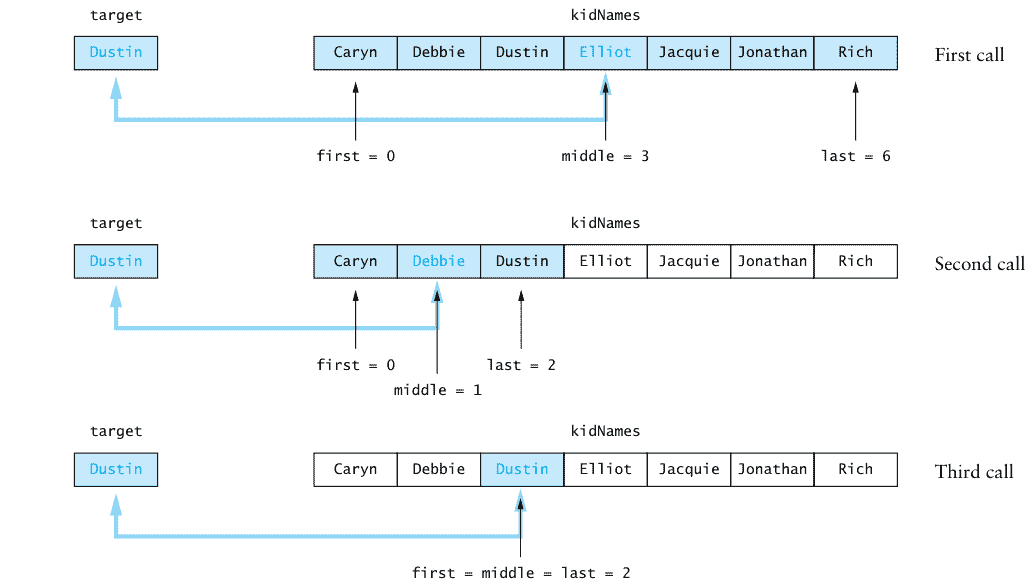 target kidNames
Dustin Caryn Debbie Dustin Elliot Jacquie Jonathan Rich First call
first = 0 middle = 3 last = 6
target kidNames
Dustin Caryn Debbie Dustin Elliot Jacquie Jonathan Rich Second call
first = 0 last = 2
middle = 1
target kidNames
Dustin Caryn Debbie Dustin Elliot Jacquie Jonathan Rich Third call
first = middle = last = 2